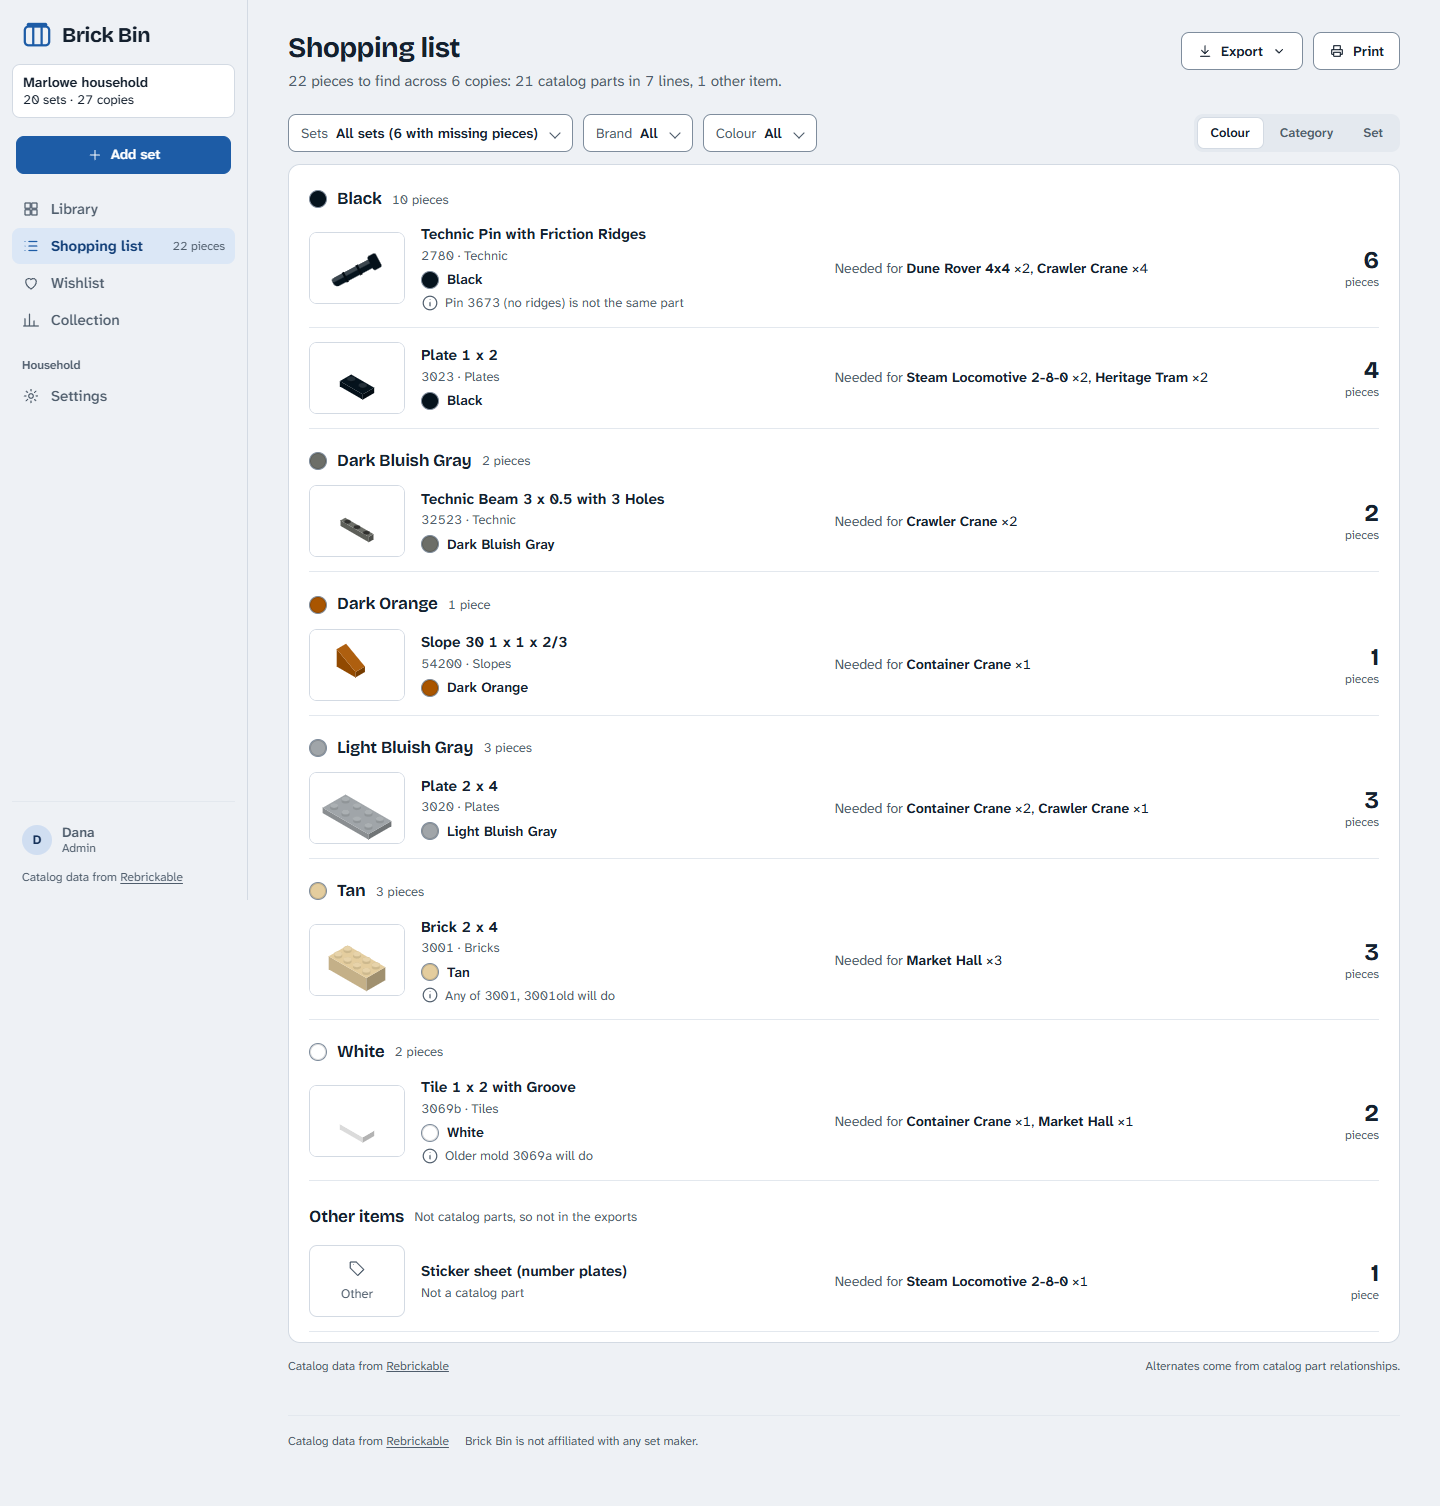 Brick Bin
Marlowe household
20 sets · 27 copies
+ Add set
Library
Shopping list 22 pieces
Wishlist
Collection
Household
Settings
D
Dana
Admin
Catalog data from Rebrickable
Shopping list
22 pieces to find across 6 copies: 21 catalog parts in 7 lines, 1 other item.
Export
Print
Sets All sets (6 with missing pieces)
Brand All
Colour All
Colour Category Set
Black 10 pieces
Technic Pin with Friction Ridges
2780 · Technic
Black
Pin 3673 (no ridges) is not the same part
Needed for Dune Rover 4x4 ×2, Crawler Crane ×4
6
pieces
Plate 1 x 2
3023 · Plates
Black
Needed for Steam Locomotive 2-8-0 ×2, Heritage Tram ×2
4
pieces
Dark Bluish Gray 2 pieces
Technic Beam 3 x 0.5 with 3 Holes
32523 · Technic
Dark Bluish Gray
Needed for Crawler Crane ×2
2
pieces
Dark Orange 1 piece
Slope 30 1 x 1 x 2/3
54200 · Slopes
Dark Orange
Needed for Container Crane ×1
1
pieces
Light Bluish Gray 3 pieces
Plate 2 x 4
3020 · Plates
Light Bluish Gray
Needed for Container Crane ×2, Crawler Crane ×1
3
pieces
Tan 3 pieces
Brick 2 x 4
3001 · Bricks
Tan
Any of 3001, 3001old will do
Needed for Market Hall ×3
3
pieces
White 2 pieces
Tile 1 x 2 with Groove
3069b · Tiles
White
Older mold 3069a will do
Needed for Container Crane ×1, Market Hall ×1
2
pieces
Other items Not catalog parts, so not in the exports
Other
Sticker sheet (number plates)
Not a catalog part
Needed for Steam Locomotive 2-8-0 ×1
1
piece
Catalog data from Rebrickable
Alternates come from catalog part relationships.
Catalog data from Rebrickable Brick Bin is not affiliated with any set maker.